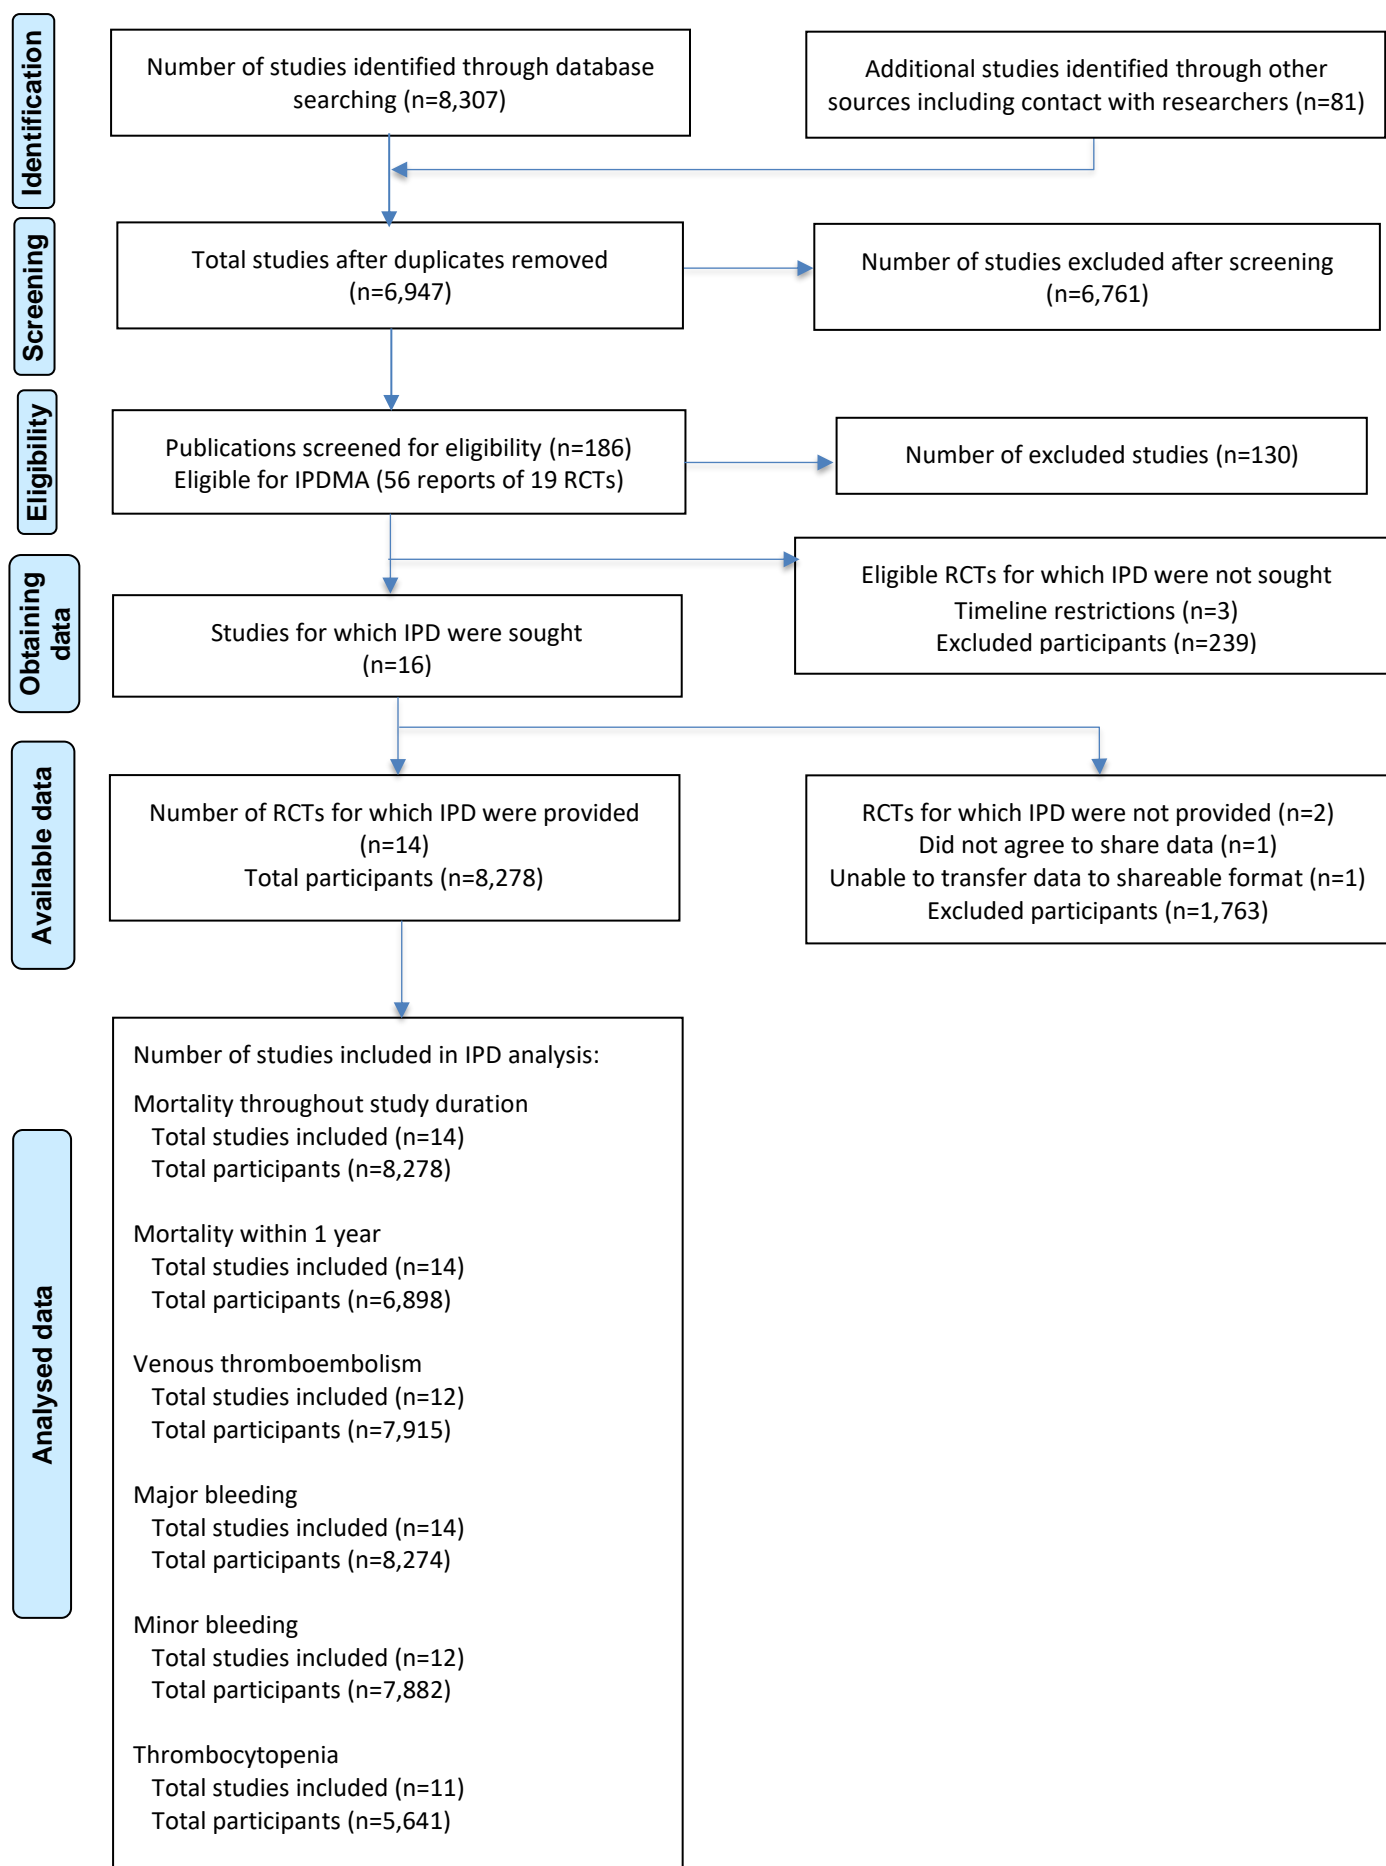 Identification
Number of studies identified through database
searching (n=8,307)
Additional studies identified through other
sources including contact with researchers (n=81)
Screening
Total studies after duplicates removed
(n=6,947)
Number of studies excluded after screening
(n=6,761)
Eligibility
Publications screened for eligibility (n=186)
Eligible for IPDMA (56 reports of 19 RCTs)
Number of excluded studies (n=130)
Obtaining
data
Studies for which IPD were sought
(n=16)
Eligible RCTs for which IPD were not sought
Timeline restrictions (n=3)
Excluded participants (n=239)
Available data
Number of RCTs for which IPD were provided
(n=14)
Total participants (n=8,278)
RCTs for which IPD were not provided (n=2)
Did not agree to share data (n=1)
Unable to transfer data to shareable format (n=1)
Excluded participants (n=1,763)
Analysed data
Number of studies included in IPD analysis:
Mortality throughout study duration
Total studies included (n=14)
Total participants (n=8,278)
Mortality within 1 year
Total studies included (n=14)
Total participants (n=6,898)
Venous thromboembolism
Total studies included (n=12)
Total participants (n=7,915)
Major bleeding
Total studies included (n=14)
Total participants (n=8,274)
Minor bleeding
Total studies included (n=12)
Total participants (n=7,882)
Thrombocytopenia
Total studies included (n=11)
Total participants (n=5,641)